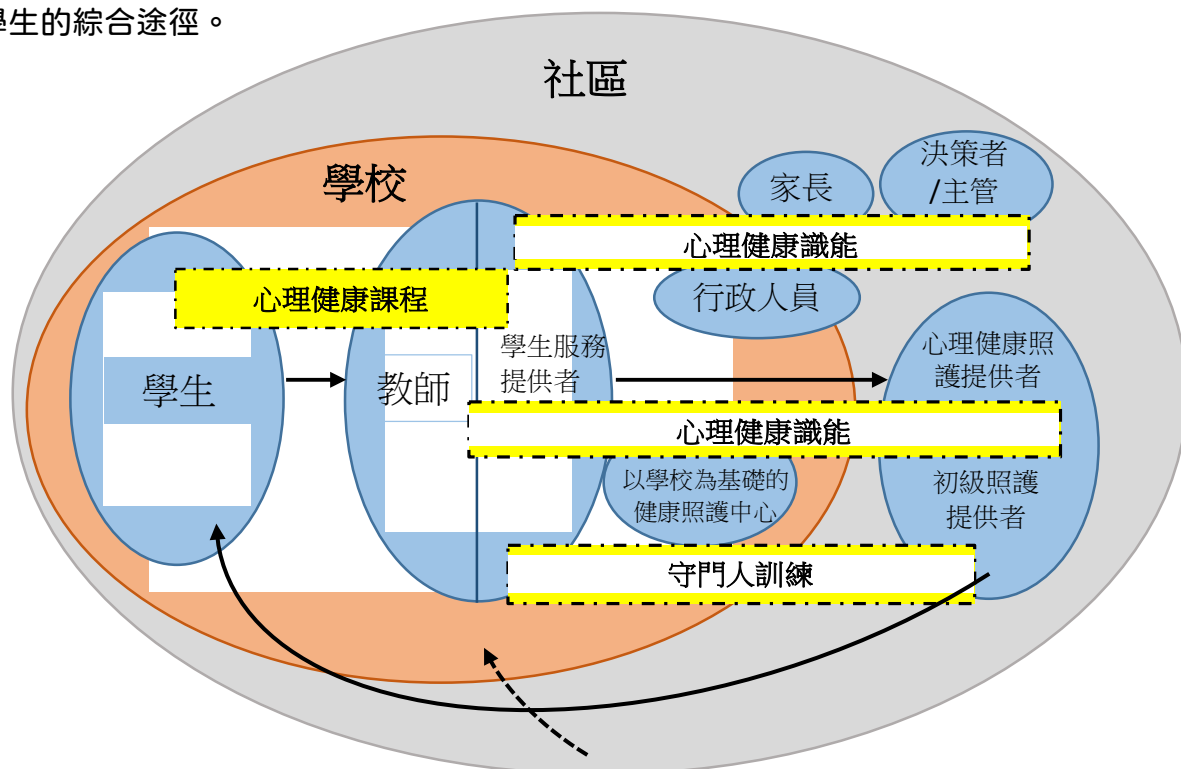 學生的綜合途徑。
社區
學校
家長
決策者
/主管
心理健康識能
心理健康課程
行政人員
學生
教師
學生服務
提供者
心理健康照
護提供者
心理健康識能
以學校為基礎的
健康照護中心
初級照護
提供者
守門人訓練